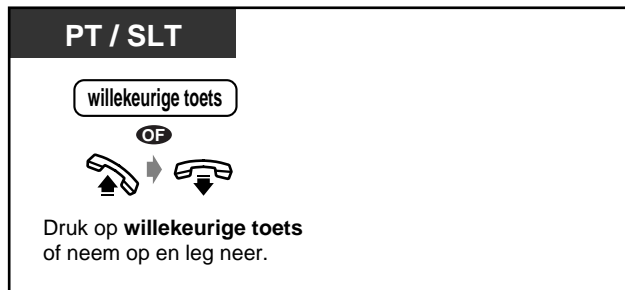 PT / SLT
willekeurige toets
OF
Druk op willekeurige toets
of neem op en leg neer.